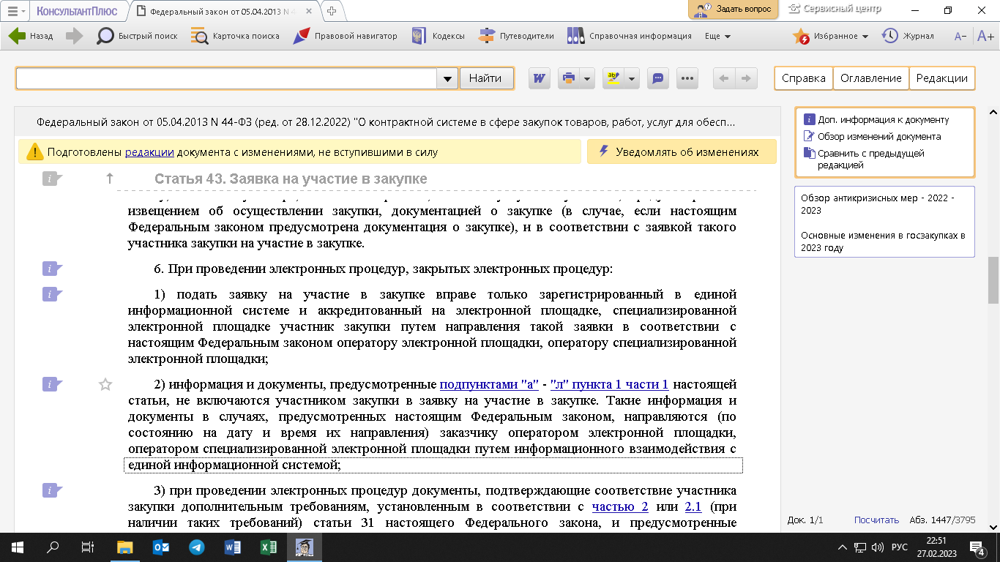 КонсультантПлюс
Федеральный закон от 05.04.2013 N 4
Задать вопрос
Сервисный центр
Назад
Быстрый поиск
Карточка поиска
Правовой навигатор
Кодексы
Путеводители
Справочная информация
Еще
Избранное
Журнал
А−
А+
Найти
Справка
Оглавление
Редакции
Федеральный закон от 05.04.2013 N 44-ФЗ (ред. от 28.12.2022) "О контрактной системе в сфере закупок товаров, работ, услуг для обесп...
Подготовлены редакции документа с изменениями, не вступившими в силу
Уведомлять об изменениях
Статья 43. Заявка на участие в закупке
извещением об осуществлении закупки, документацией о закупке (в случае, если настоящим
Федеральным законом предусмотрена документация о закупке), и в соответствии с заявкой такого
участника закупки на участие в закупке.
6. При проведении электронных процедур, закрытых электронных процедур:
1) подать заявку на участие в закупке вправе только зарегистрированный в единой
информационной системе и аккредитованный на электронной площадке, специализированной
электронной площадке участник закупки путем направления такой заявки в соответствии с
настоящим Федеральным законом оператору электронной площадки, оператору специализированной
электронной площадки;
2) информация и документы, предусмотренные подпунктами "а" - "л" пункта 1 части 1 настоящей
статьи, не включаются участником закупки в заявку на участие в закупке. Такие информация и
документы в случаях, предусмотренных настоящим Федеральным законом, направляются (по
состоянию на дату и время их направления) заказчику оператором электронной площадки,
оператором специализированной электронной площадки путем информационного взаимодействия с
единой информационной системой;
3) при проведении электронных процедур документы, подтверждающие соответствие участника
закупки дополнительным требованиям, установленным в соответствии с частью 2 или 2.1 (при
наличии таких требований) статьи 31 настоящего Федерального закона, и предусмотренные
Доп. информация к документу
Обзор изменений документа
Сравнить с предыдущей
редакцией
Обзор антикризисных мер - 2022 -
2023
Основные изменения в госзакупках в
2023 году
Док. 1/1
Посчитать
Абз. 1447/3795
РУС
22:51
27.02.2023
4